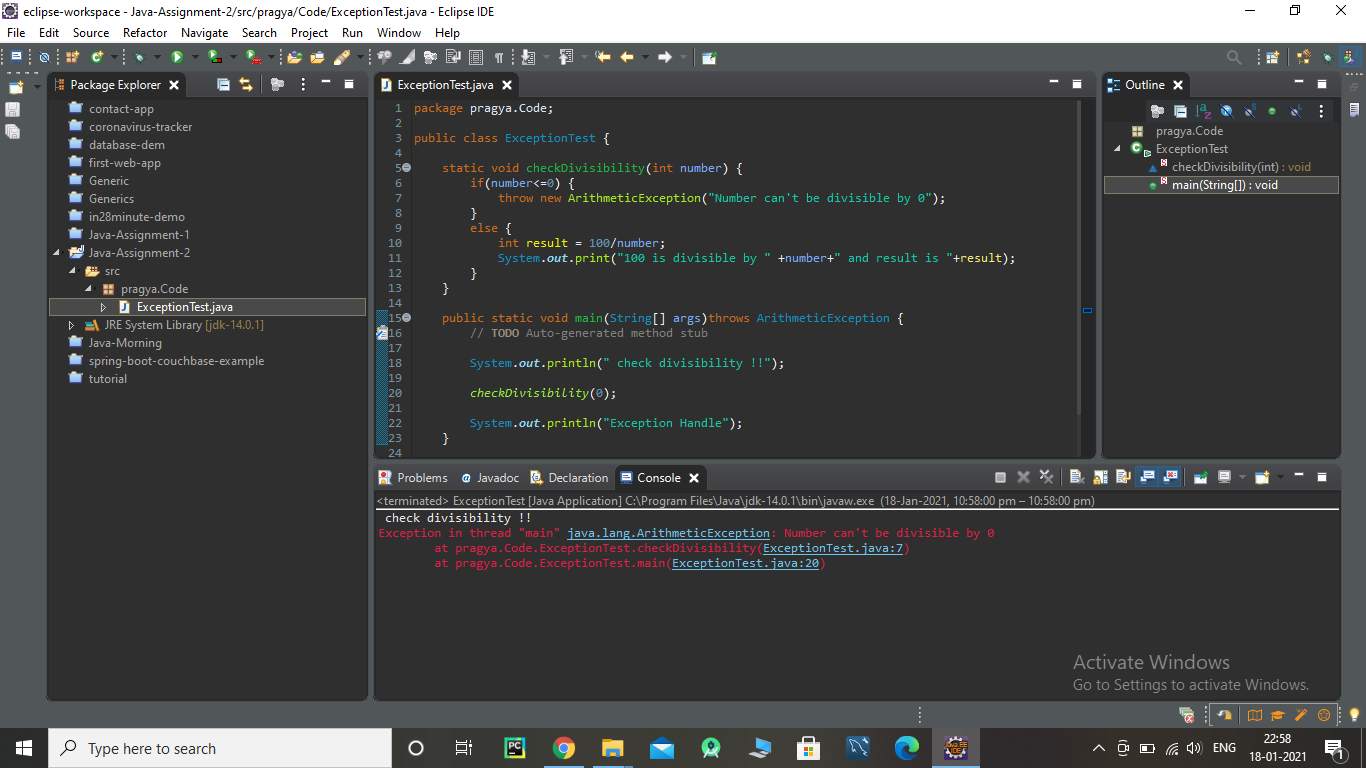 eclipse-workspace - Java-Assignment-2/src/pragya/Code/ExceptionTest.java - Eclipse IDE
File Edit Source Refactor Navigate Search Project Run Window Help
Package Explorer
contact-app
coronavirus-tracker
database-dem
first-web-app
Generic
Generics
in28minute-demo
Java-Assignment-1
Java-Assignment-2
src
pragya.Code
ExceptionTest.java
JRE System Library [jdk-14.0.1]
Java-Morning
spring-boot-couchbase-example
tutorial
ExceptionTest.java
1 package pragya.Code;
2
3 public class ExceptionTest {
4
5 static void checkDivisibility(int number) {
6 if(number<=0) {
7 throw new ArithmeticException("Number can't be divisible by 0");
8 }
9 else {
10 int result = 100/number;
11 System.out.print("100 is divisible by " +number+" and result is "+result);
12 }
13 }
14
15 public static void main(String[] args)throws ArithmeticException {
16 // TODO Auto-generated method stub
17
18 System.out.println(" check divisibility !!");
19
20 checkDivisibility(0);
21
22 System.out.println("Exception Handle");
23 }
24
Outline
pragya.Code
ExceptionTest
checkDivisibility(int) : void
main(String[]) : void
Problems Javadoc Declaration Console
<terminated> ExceptionTest [Java Application] C:\Program Files\Java\jdk-14.0.1\bin\javaw.exe (18-Jan-2021, 10:58:00 pm – 10:58:00 pm)
check divisibility !!
Exception in thread "main" java.lang.ArithmeticException: Number can't be divisible by 0
at pragya.Code.ExceptionTest.checkDivisibility(ExceptionTest.java:7)
at pragya.Code.ExceptionTest.main(ExceptionTest.java:20)
Activate Windows
Go to Settings to activate Windows.
Type here to search
ENG
22:58
18-01-2021